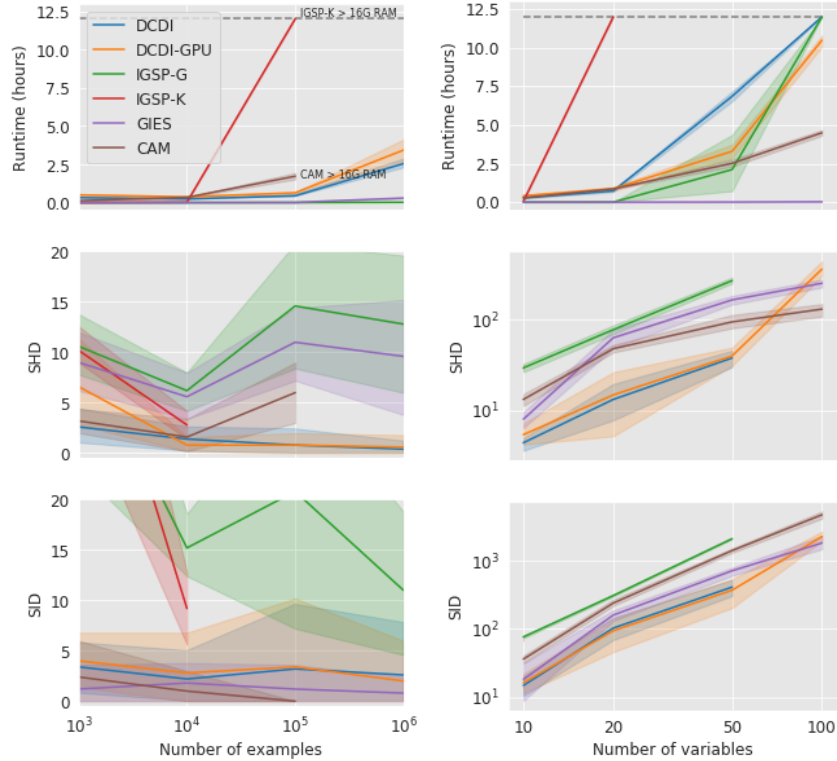 12.5
10.0
7.5
5.0
2.5
0.0
Runtime (hours)
IGSP-K > 16G RAM
DCDI
DCDI-GPU
IGSP-G
IGSP-K
GIES
CAM
CAM > 16G RAM
12.5
10.0
7.5
5.0
2.5
0.0
Runtime (hours)
20
15
10
5
0
SHD
10²
10¹
SHD
20
15
10
5
0
SID
10³ 10⁴ 10⁵ 10⁶
Number of examples
10³
10²
10¹
SID
10 20 50 100
Number of variables